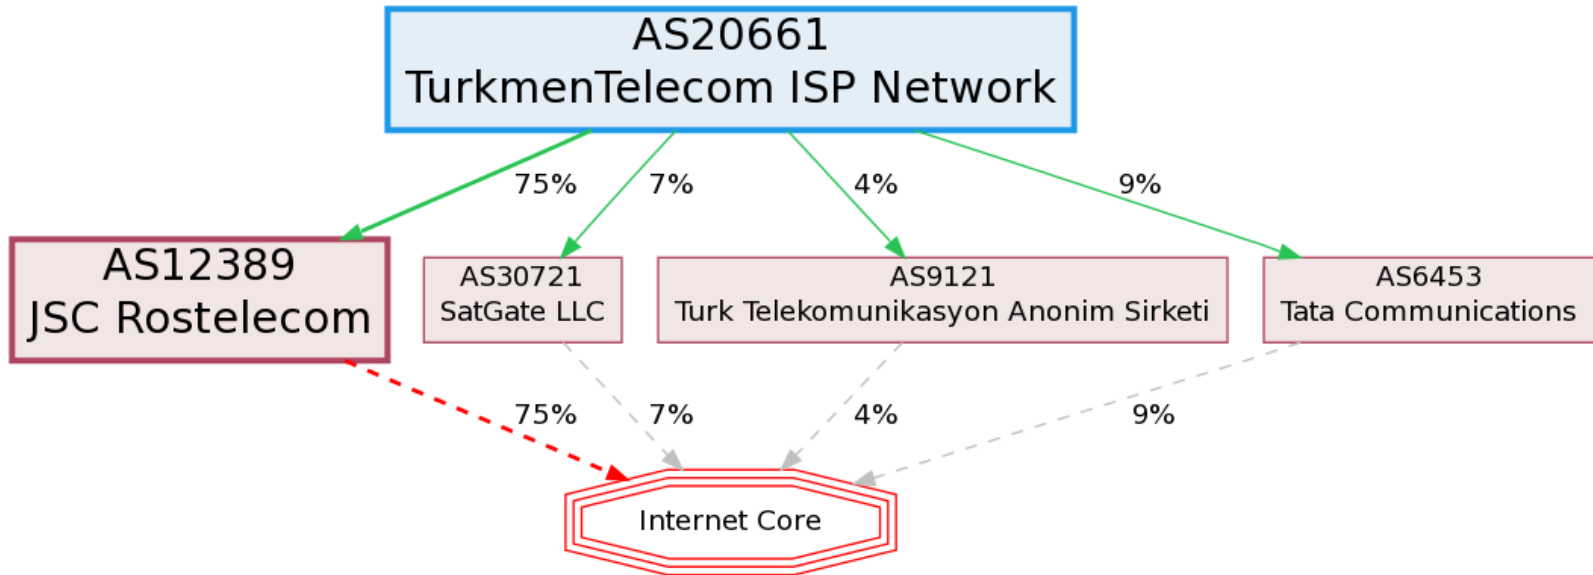 AS20661
TurkmenTelecom ISP Network
75%
7%
4%
9%
AS12389
JSC Rostelecom
AS30721
SatGate LLC
AS9121
Turk Telekomunikasyon Anonim Sirketi
AS6453
Tata Communications
75%
7%
4%
9%
Internet Core